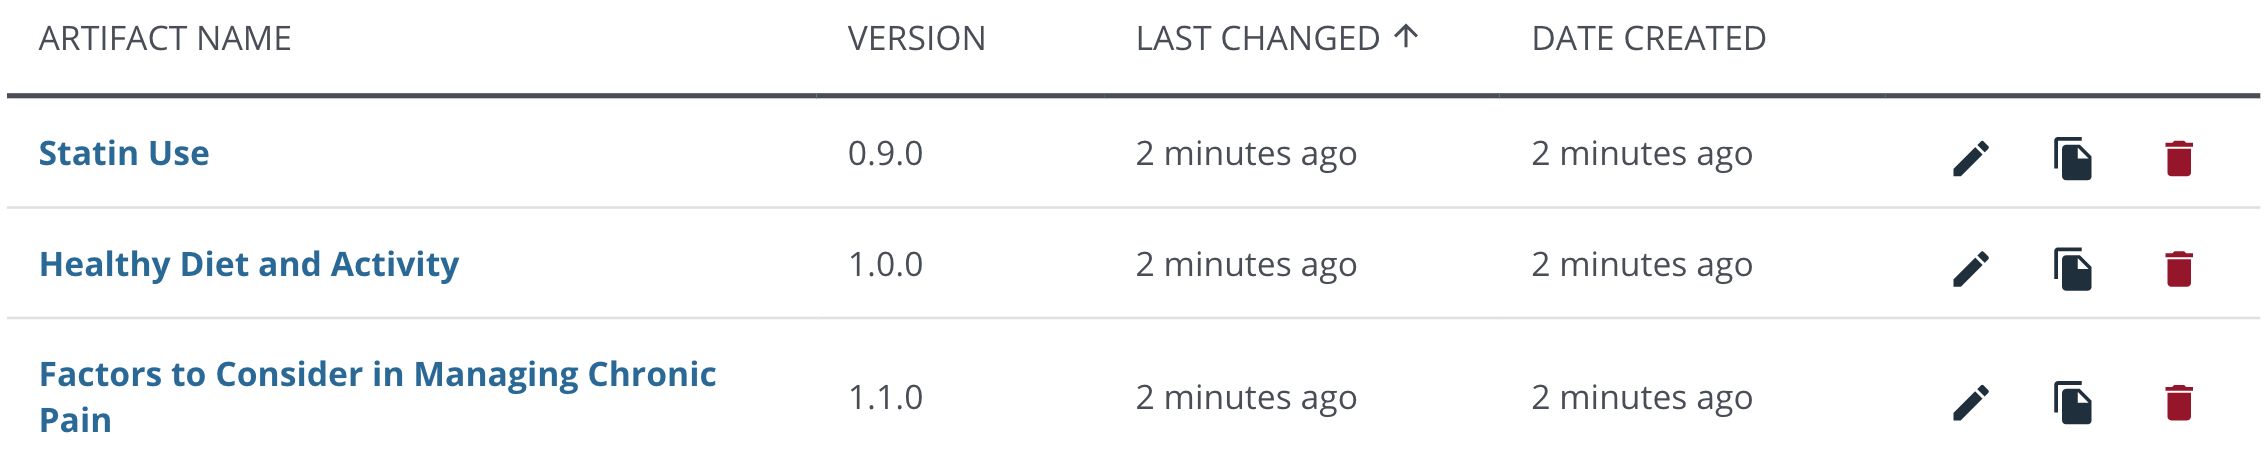 ARTIFACT NAME VERSION LAST CHANGED DATE CREATED
Statin Use 0.9.0 2 minutes ago 2 minutes ago
Healthy Diet and Activity 1.0.0 2 minutes ago 2 minutes ago
Factors to Consider in Managing Chronic
Pain 1.1.0 2 minutes ago 2 minutes ago